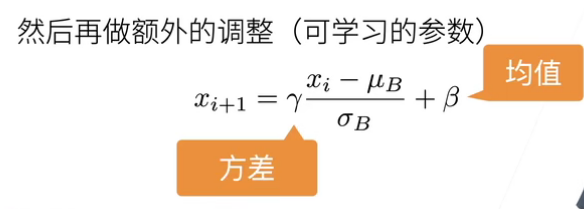 然后再做额外的调整（可学习的参数）
均值
x_{i+1} = γ \frac{x_i − μ_B}{σ_B} + β
方差